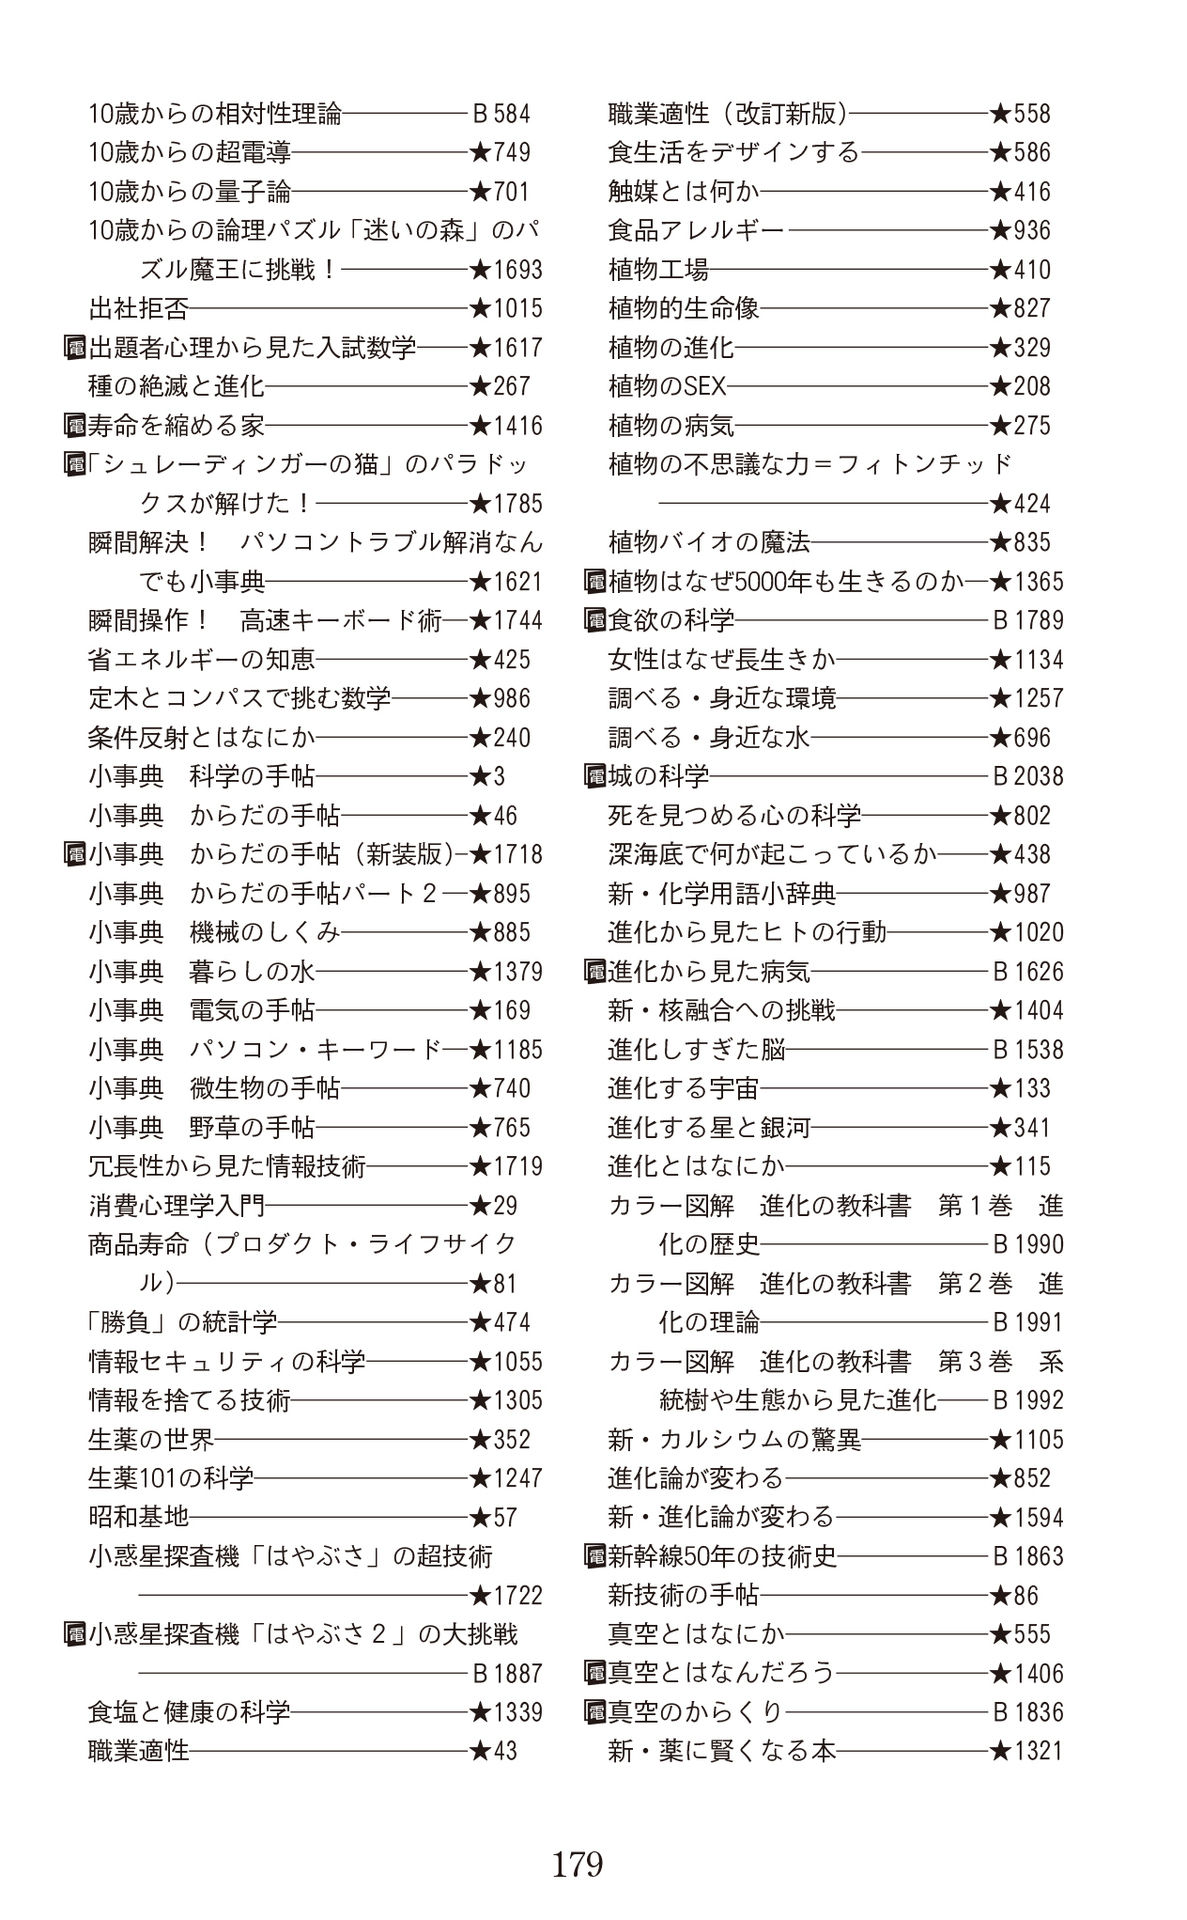 10歳からの相対性理論―――――B 584
10歳からの超電導―――――――★749
10歳からの量子論―――――――★701
10歳からの論理パズル「迷いの森」のパ
ズル魔王に挑戦！―――――★1693
出社拒否―――――――――――★1015
電出題者心理から見た入試数学――★1617
種の絶滅と進化――――――――★267
電寿命を縮める家――――――――★1416
電「シュレーディンガーの猫」のパラドッ
クスが解けた！――――――★1785
瞬間解決！　パソコントラブル解消なん
でも小事典――――――――★1621
瞬間操作！　高速キーボード術―★1744
省エネルギーの知恵――――――★425
定木とコンパスで挑む数学―――★986
条件反射とはなにか――――――★240
小事典　科学の手帖――――――★3
小事典　からだの手帖―――――★46
電小事典　からだの手帖（新装版）―★1718
小事典　からだの手帖パート２―★895
小事典　機械のしくみ―――――★885
小事典　暮らしの水――――――★1379
小事典　電気の手帖――――――★169
小事典　パソコン・キーワード―★1185
小事典　微生物の手帖―――――★740
小事典　野草の手帖――――――★765
冗長性から見た情報技術――――★1719
消費心理学入門――――――――★29
商品寿命（プロダクト・ライフサイク
ル）―――――――――――★81
「勝負」の統計学―――――――★474
情報セキュリティの科学――――★1055
情報を捨てる技術―――――――★1305
生薬の世界――――――――――★352
生薬101の科学――――――――★1247
昭和基地―――――――――――★57
小惑星探査機「はやぶさ」の超技術
―――――――――――――★1722
電小惑星探査機「はやぶさ２」の大挑戦
―――――――――――――B 1887
食塩と健康の科学―――――――★1339
職業適性―――――――――――★43
職業適性（改訂新版）―――――★558
食生活をデザインする―――――★586
触媒とは何か―――――――――★416
食品アレルギー――――――――★936
植物工場―――――――――――★410
植物的生命像―――――――――★827
植物の進化――――――――――★329
植物のSEX――――――――――★208
植物の病気――――――――――★275
植物の不思議な力＝フィトンチッド
―――――――――――――★424
植物バイオの魔法―――――――★835
電植物はなぜ5000年も生きるのか―★1365
電食欲の科学――――――――――B 1789
女性はなぜ長生きか――――――★1134
調べる・身近な環境――――――★1257
調べる・身近な水―――――――★696
電城の科学―――――――――――B 2038
死を見つめる心の科学―――――★802
深海底で何が起こっているか――★438
新・化学用語小辞典――――――★987
進化から見たヒトの行動――――★1020
電進化から見た病気―――――――B 1626
新・核融合への挑戦――――――★1404
進化しすぎた脳――――――――B 1538
進化する宇宙―――――――――★133
進化する星と銀河―――――――★341
進化とはなにか――――――――★115
カラー図解　進化の教科書　第１巻　進
化の歴史―――――――――B 1990
カラー図解　進化の教科書　第２巻　進
化の理論―――――――――B 1991
カラー図解　進化の教科書　第３巻　系
統樹や生態から見た進化――B 1992
新・カルシウムの驚異―――――★1105
進化論が変わる――――――――★852
新・進化論が変わる――――――★1594
電新幹線50年の技術史――――――B 1863
新技術の手帖―――――――――★86
真空とはなにか――――――――★555
電真空とはなんだろう――――――★1406
電真空のからくり――――――――B 1836
新・薬に賢くなる本――――――★1321
179